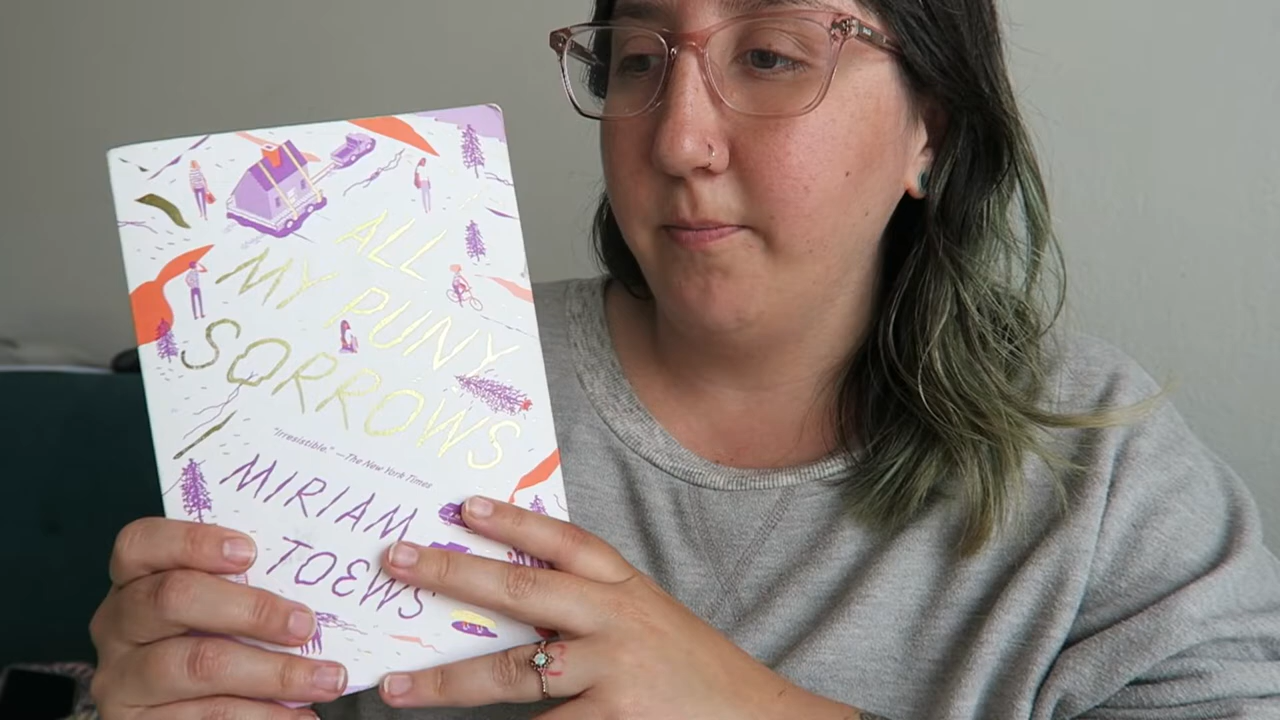 ALL
MY PUNY
SORROWS
"Irresistible." —The New York Times
MIRIAM
TOEWS